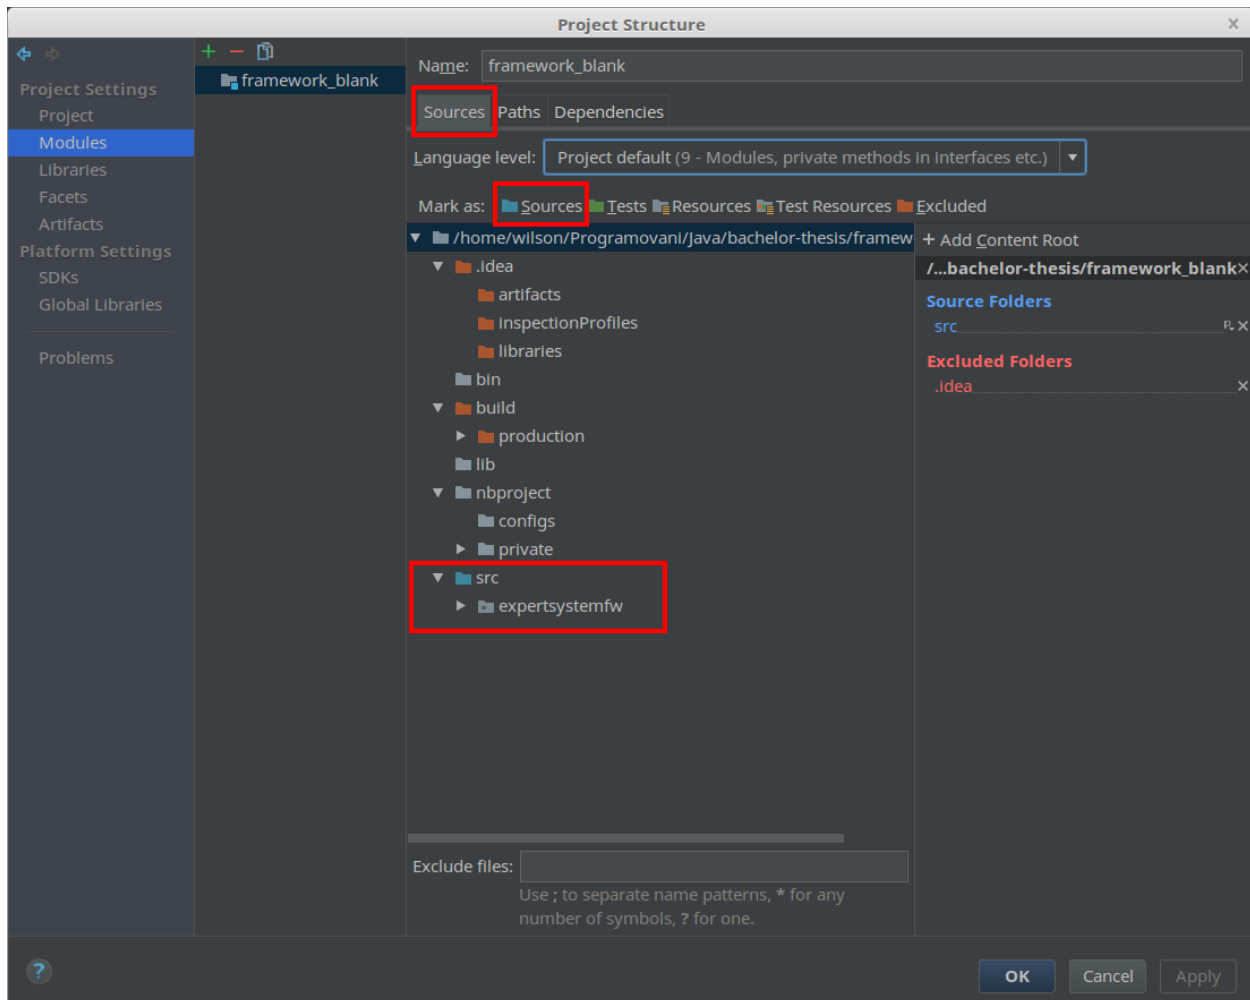 Project Structure
Project Settings
Project
Modules
Libraries
Facets
Artifacts
Platform Settings
SDKs
Global Libraries
Problems
framework_blank
Name: framework_blank
Sources Paths Dependencies
Language level: Project default (9 - Modules, private methods in interfaces etc.)
Mark as: Sources Tests Resources Test Resources Excluded
/home/wilson/Programovani/Java/bachelor-thesis/framew
.idea
artifacts
inspectionProfiles
libraries
bin
build
production
lib
nbproject
configs
private
src
expertsystemfw
+ Add Content Root
/...bachelor-thesis/framework_blank
Source Folders
src
Excluded Folders
.idea
Exclude files:
Use ; to separate name patterns, * for any
number of symbols, ? for one.
?
OK Cancel Apply